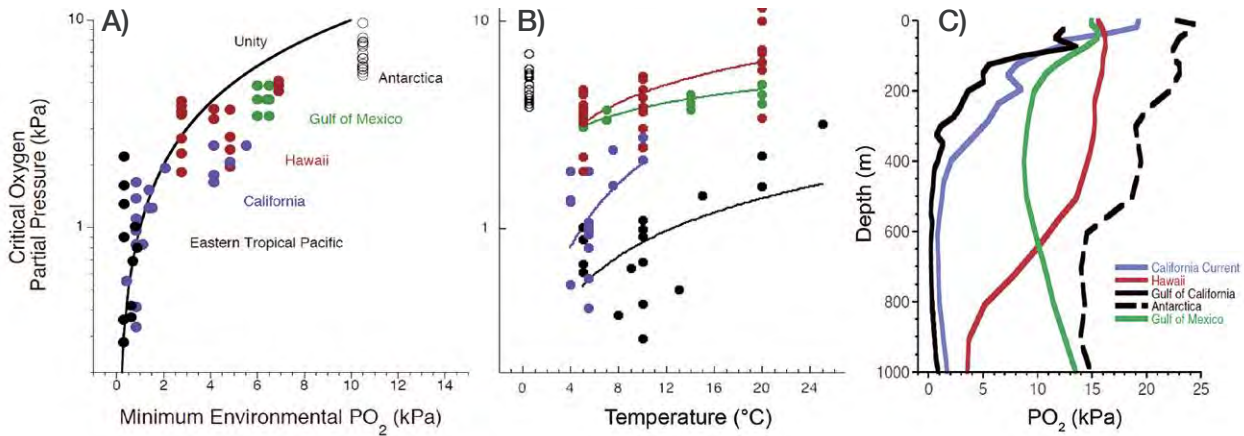 A)
10
1
Critical Oxygen
Partial Pressure (kPa)
Unity
Antarctica
Gulf of Mexico
Hawaii
California
Eastern Tropical Pacific
0 2 4 6 8 10 12 14
Minimum Environmental PO2 (kPa)
B)
10
1
0 4 8 12 16 20 24
Temperature (°C)
C)
0
200
400
600
800
1000
Depth (m)
California Current
Hawaii
Gulf of California
Antarctica
Gulf of Mexico
0 5 10 15 20 25
PO2 (kPa)